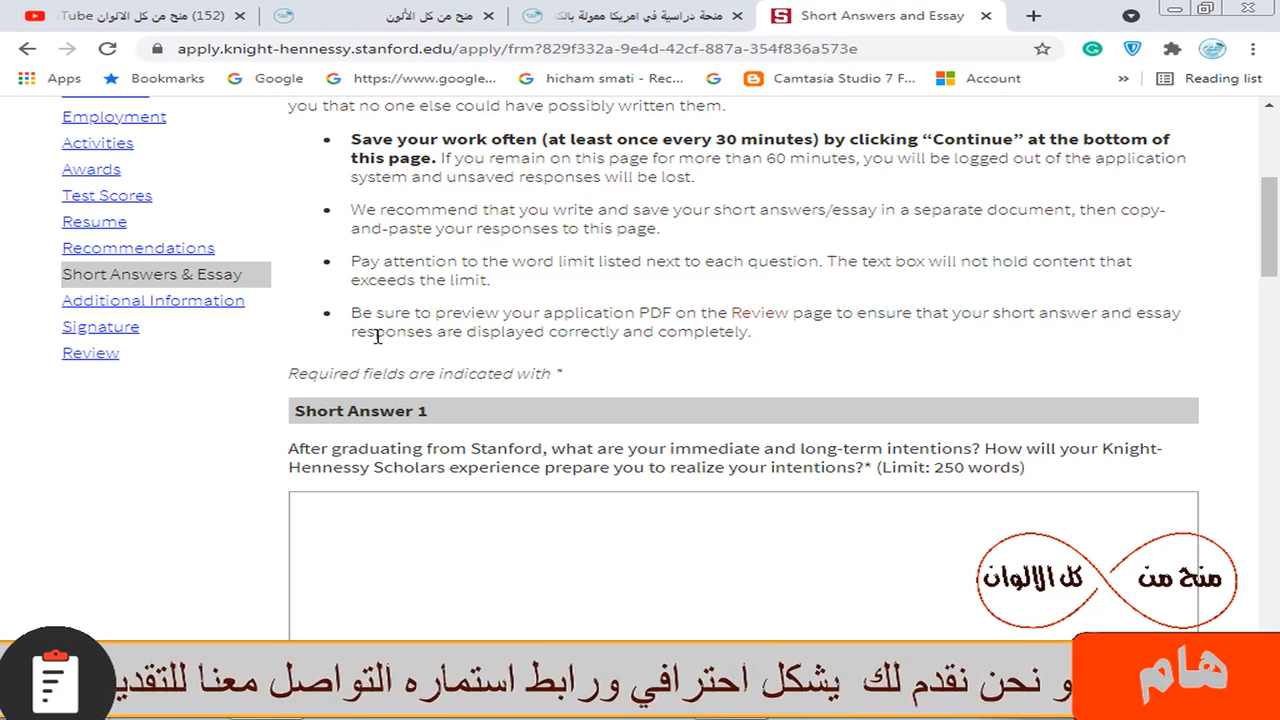 (152) منح من كل الالوان - YouTube
منح من كل الألون
منحة دراسية في امريكا ممولة بالك
Short Answers and Essay
apply.knight-hennessy.stanford.edu/apply/frm?829f332a-9e4d-42cf-887a-354f836a573e
Apps
Bookmarks
Google
https://www.google...
hicham smati - Rec...
Camtasia Studio 7 F...
Account
»
Reading list
you that no one else could have possibly written them.
Employment
Activities
Awards
Test Scores
Resume
Recommendations
Short Answers & Essay
Additional Information
Signature
Review
• Save your work often (at least once every 30 minutes) by clicking “Continue” at the bottom of
this page. If you remain on this page for more than 60 minutes, you will be logged out of the application
system and unsaved responses will be lost.
• We recommend that you write and save your short answers/essay in a separate document, then copy-
and-paste your responses to this page.
• Pay attention to the word limit listed next to each question. The text box will not hold content that
exceeds the limit.
• Be sure to preview your application PDF on the Review page to ensure that your short answer and essay
responses are displayed correctly and completely.
Required fields are indicated with *
Short Answer 1
After graduating from Stanford, what are your immediate and long-term intentions? How will your Knight-
Hennessy Scholars experience prepare you to realize your intentions?* (Limit: 250 words)
منح من كل الالوان
هام
و نحن نقدم لك يشكل احترافي ورابط استماره التواصل معنا للتقدي